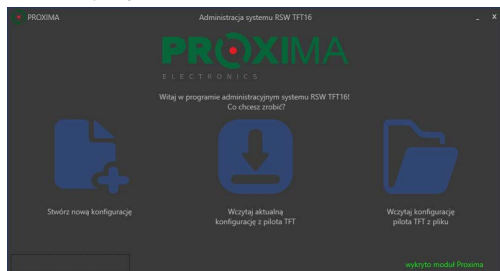 PROXIMA
Administracja systemu RSW TFT16
_ X
PROXIMA
ELECTRONICS
Witaj w programie administracyjnym systemu RSW TFT16!
Co chcesz zrobić?
Stwórz nową konfigurację
Wczytaj aktualną
konfigurację z pilota TFT
Wczytaj konfigurację
pilota TFT z pliku
wykryto moduł Proxima